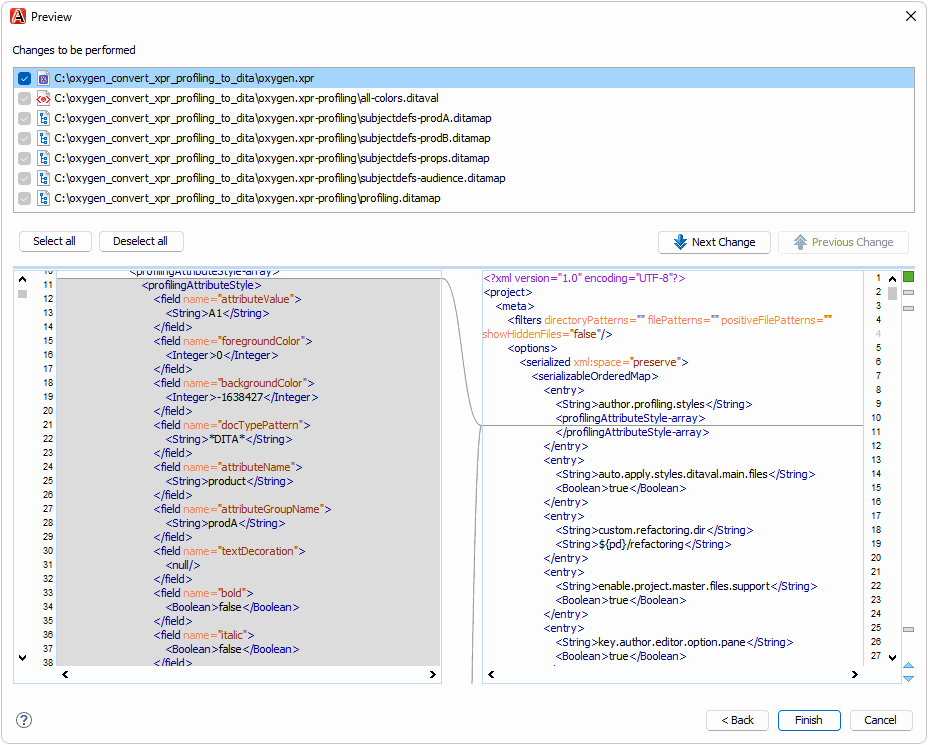 Preview
Changes to be performed
C:\oxygen_convert_xpr_profiling_to_dita\oxygen.xpr
C:\oxygen_convert_xpr_profiling_to_dita\oxygen.xpr-profiling\all-colors.ditaval
C:\oxygen_convert_xpr_profiling_to_dita\oxygen.xpr-profiling\subjectdefs-prodA.ditamap
C:\oxygen_convert_xpr_profiling_to_dita\oxygen.xpr-profiling\subjectdefs-prodB.ditamap
C:\oxygen_convert_xpr_profiling_to_dita\oxygen.xpr-profiling\subjectdefs-props.ditamap
C:\oxygen_convert_xpr_profiling_to_dita\oxygen.xpr-profiling\subjectdefs-audience.ditamap
C:\oxygen_convert_xpr_profiling_to_dita\oxygen.xpr-profiling\profiling.ditamap
Select all
Deselect all
Next Change
Previous Change
10 <profilingAttributeStyle-array>
11 <profilingAttributeStyle>
12 <field name="attributeValue">
13 <String>A1</String>
14 </field>
15 <field name="foregroundColor">
16 <Integer>0</Integer>
17 </field>
18 <field name="backgroundColor">
19 <Integer>-1638427</Integer>
20 </field>
21 <field name="docTypePattern">
22 <String>*DITA*</String>
23 </field>
24 <field name="attributeName">
25 <String>product</String>
26 </field>
27 <field name="attributeGroupName">
28 <String>prodA</String>
29 </field>
30 <field name="textDecoration">
31 <null/>
32 </field>
33 <field name="bold">
34 <Boolean>false</Boolean>
35 </field>
36 <field name="italic">
37 <Boolean>false</Boolean>
38 </field>
<?xml version="1.0" encoding="UTF-8"?> 1
<project> 2
<meta> 3
<filters directoryPatterns="" filePatterns="" positiveFilePatterns="" 4
showHiddenFiles="false"/> 4
<options> 5
<serialized xml:space="preserve"> 6
<serializableOrderedMap> 7
<entry> 8
<String>author.profiling.styles</String> 9
<profilingAttributeStyle-array> 10
</profilingAttributeStyle-array> 11
</entry> 12
<entry> 13
<String>auto.apply.styles.ditaval.main.files</String> 14
<Boolean>true</Boolean> 15
</entry> 16
<entry> 17
<String>custom.refactoring.dir</String> 18
<String>${pd}/refactoring</String> 19
</entry> 20
<entry> 21
<String>enable.project.master.files.support</String> 22
<Boolean>true</Boolean> 23
</entry> 24
<entry> 25
<String>key.author.editor.option.pane</String> 26
<Boolean>true</Boolean> 27
?
< Back
Finish
Cancel